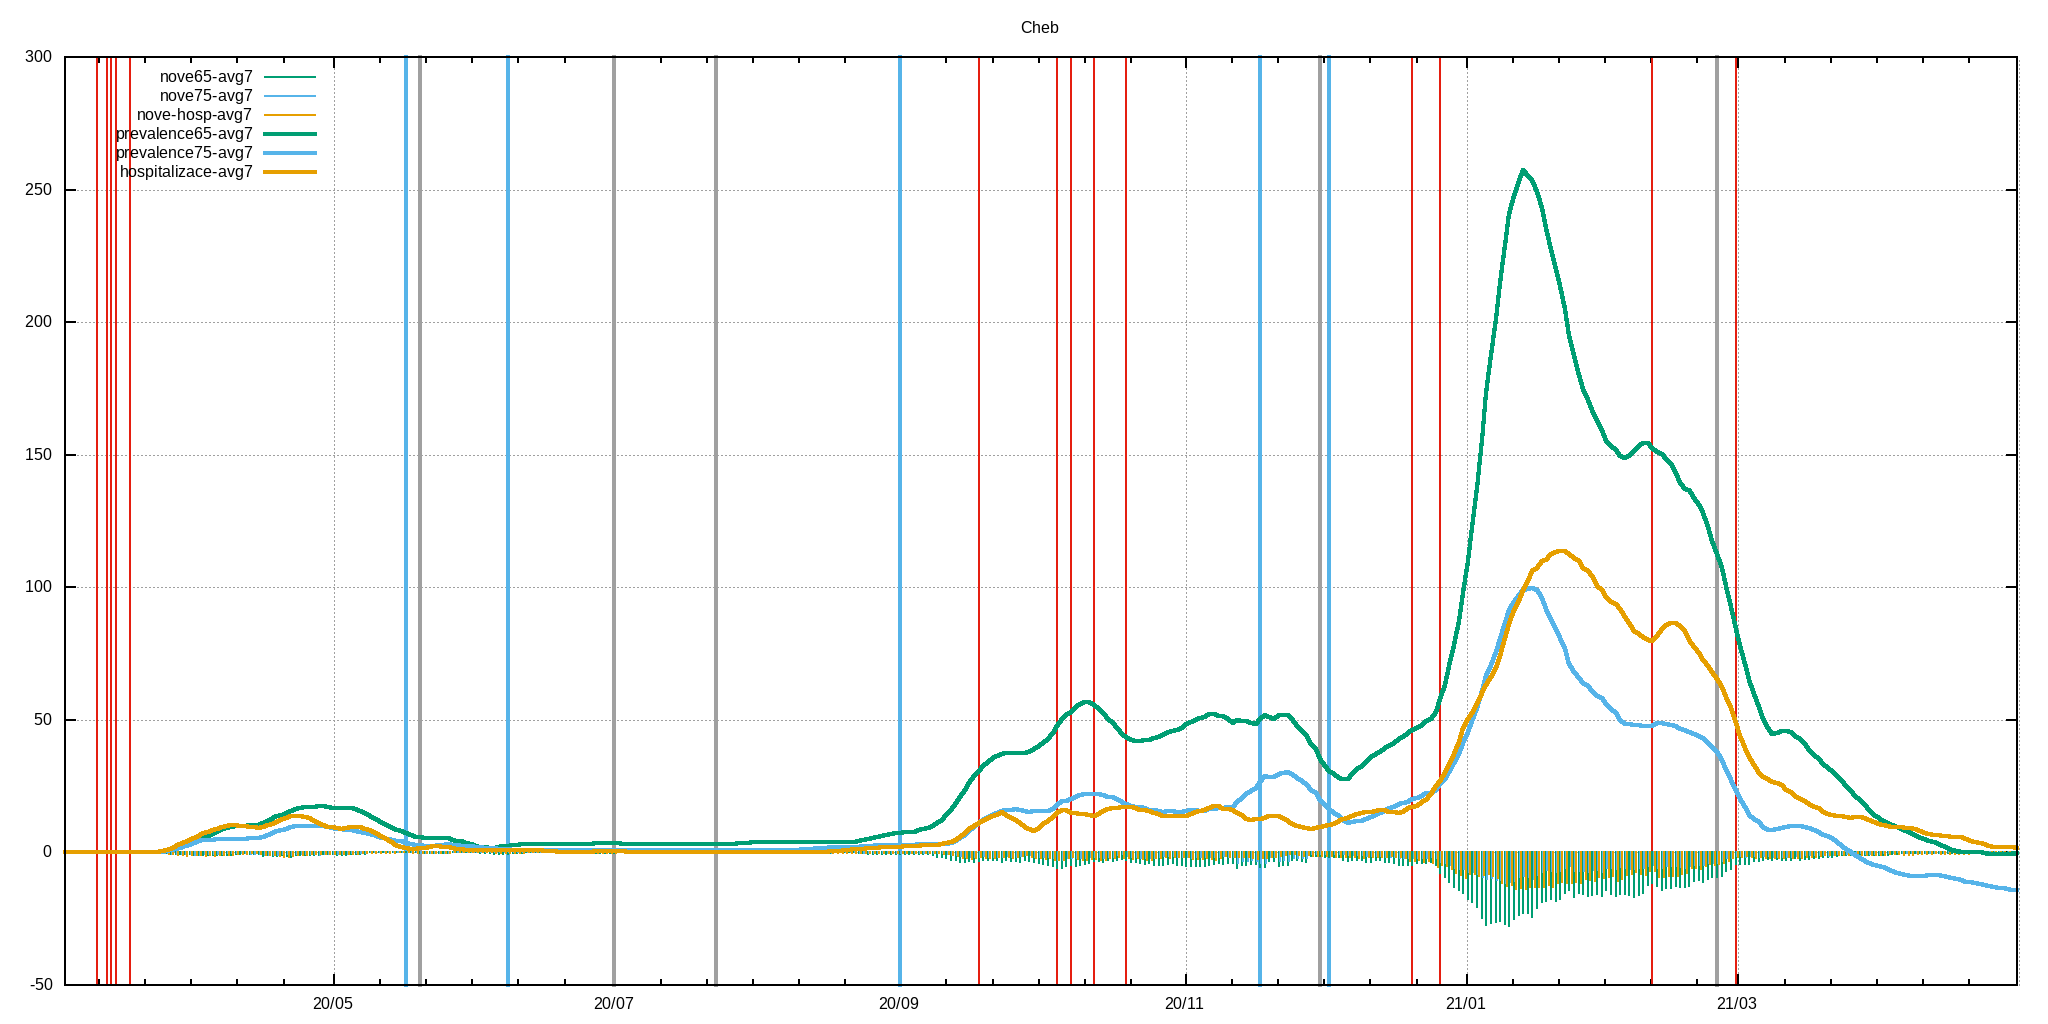 Cheb
300
250
200
150
100
50
0
-50
nove65-avg7
nove75-avg7
nove-hosp-avg7
prevalence65-avg7
prevalence75-avg7
hospitalizace-avg7
20/05
20/07
20/09
20/11
21/01
21/03